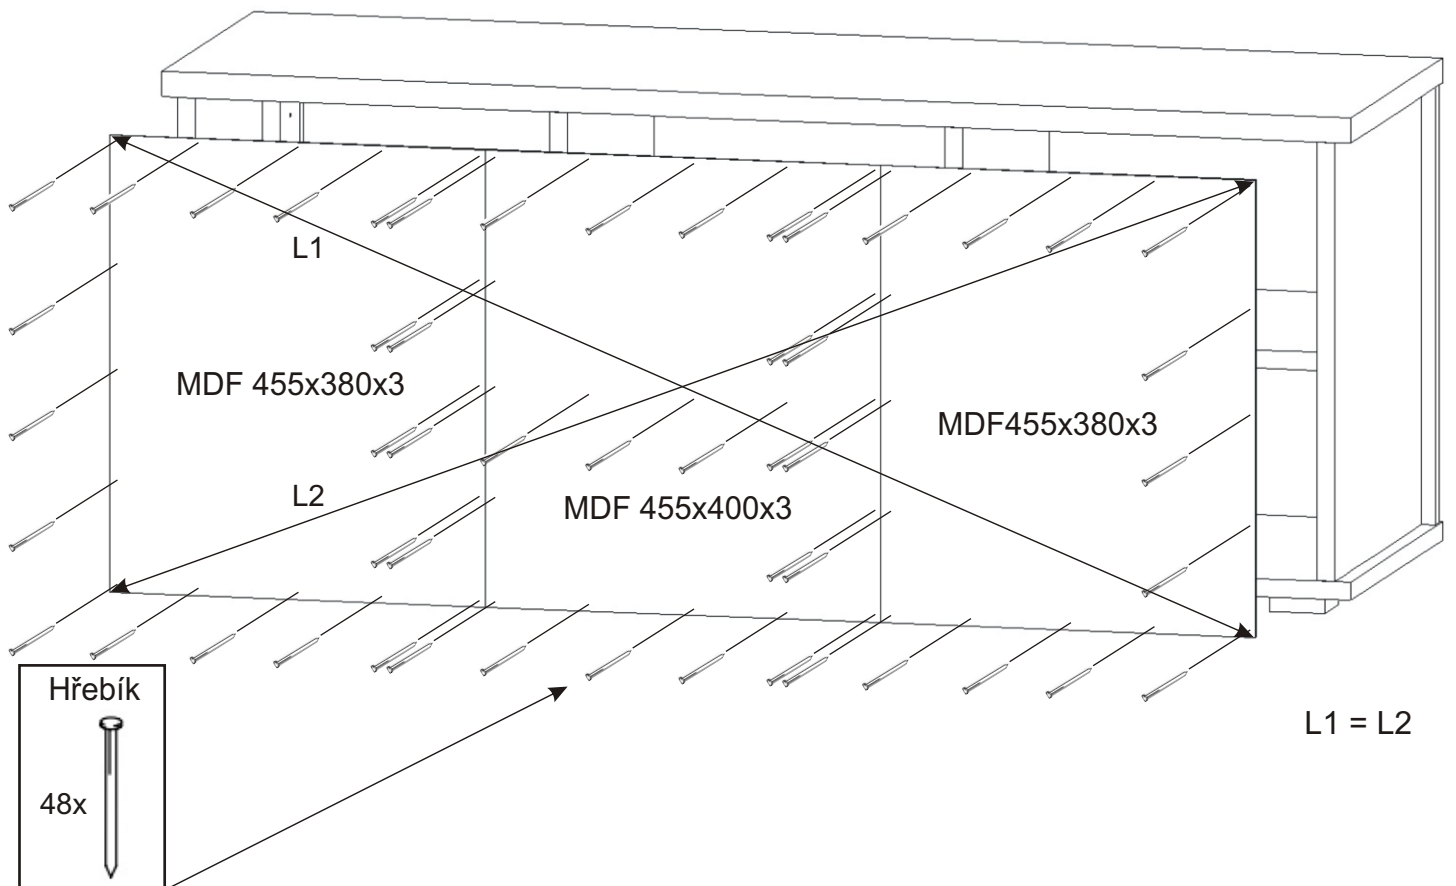 L1
MDF 455x380x3
MDF455x380x3
L2
MDF 455x400x3
Hřebík
48x
L1 = L2